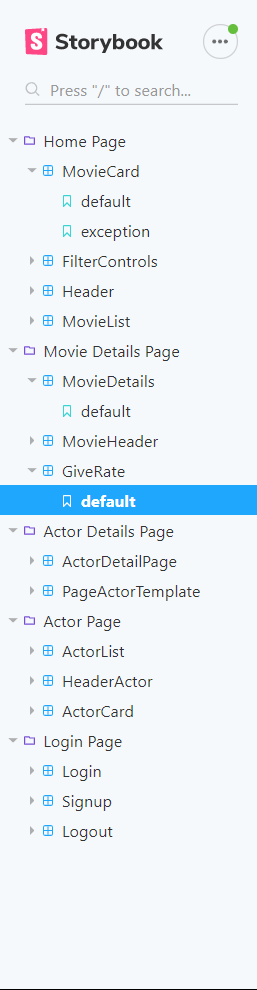 Storybook
Press "/" to search...
Home Page
MovieCard
default
exception
FilterControls
Header
MovieList
Movie Details Page
MovieDetails
default
MovieHeader
GiveRate
default
Actor Details Page
ActorDetailPage
PageActorTemplate
Actor Page
ActorList
HeaderActor
ActorCard
Login Page
Login
Signup
Logout